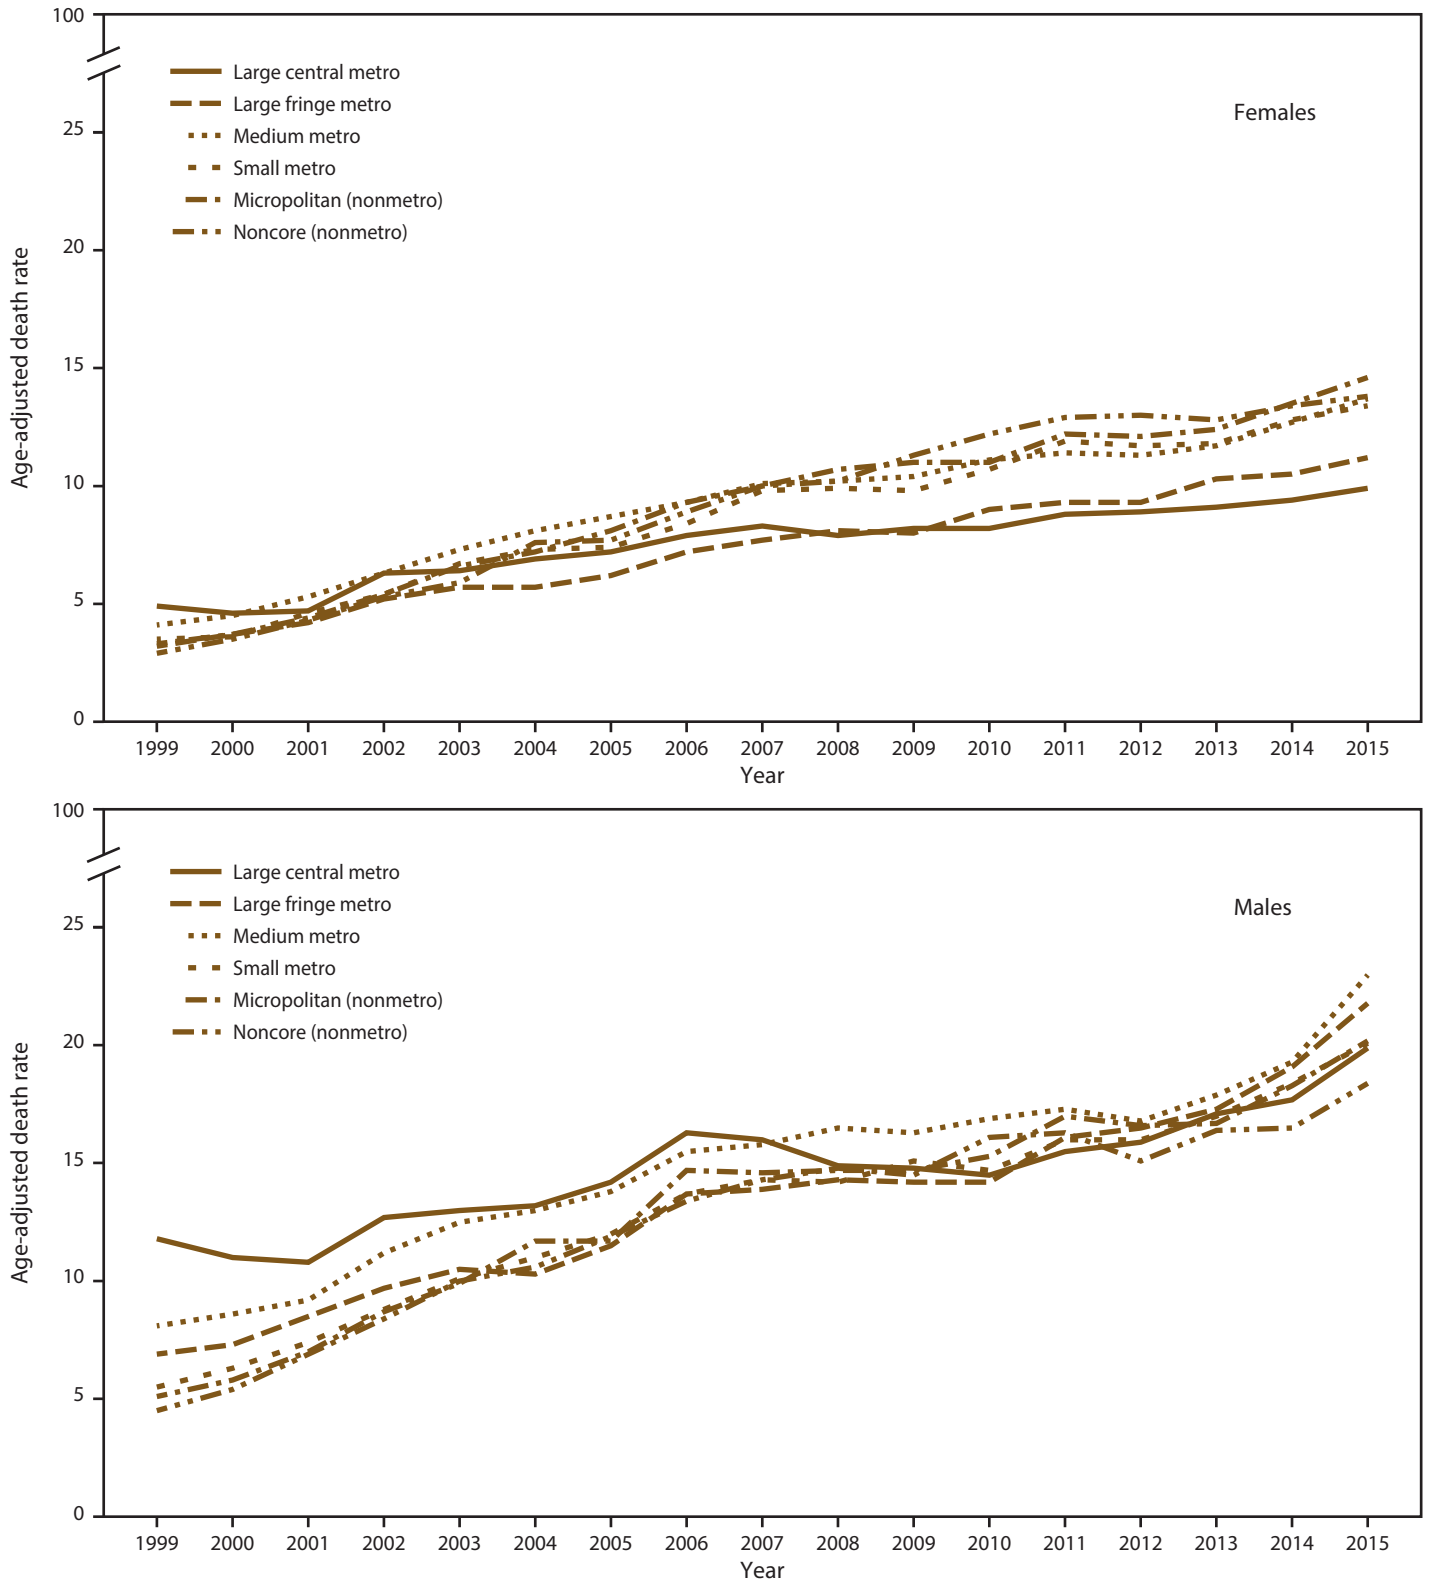 100
Large central metro
Large fringe metro
Females
25
Medium metro
Small metro
Micropolitan (nonmetro)
Noncore (nonmetro)
20
Age-adjusted death rate
15
10
5
0
1999 2000 2001 2002 2003 2004 2005 2006 2007 2008 2009 2010 2011 2012 2013 2014 2015
Year
100
Large central metro
Large fringe metro
Males
25
Medium metro
Small metro
Micropolitan (nonmetro)
Noncore (nonmetro)
20
Age-adjusted death rate
15
10
5
0
1999 2000 2001 2002 2003 2004 2005 2006 2007 2008 2009 2010 2011 2012 2013 2014 2015
Year